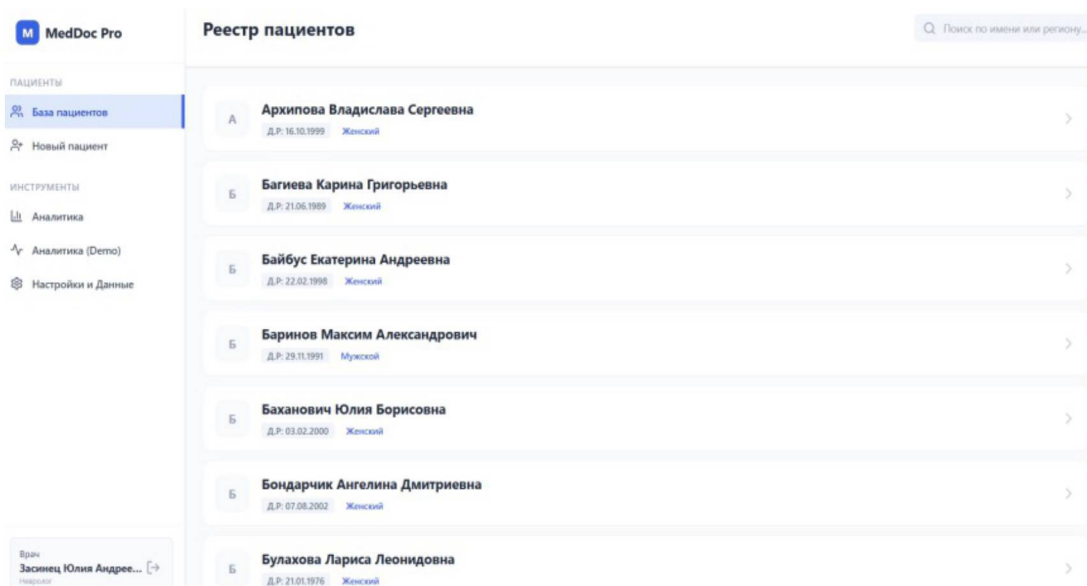 M MedDoc Pro
ПАЦИЕНТЫ
База пациентов
Новый пациент
ИНСТРУМЕНТЫ
Аналитика
Аналитика (Demo)
Настройки и Данные
Врач
Засинец Юлия Андрее...
Невролог
Реестр пациентов
Поиск по имени или региону...
А
Архипова Владислава Сергеевна
Д.Р: 16.10.1999 Женский
Б
Багиева Карина Григорьевна
Д.Р: 21.06.1989 Женский
Б
Байбус Екатерина Андреевна
Д.Р: 22.02.1998 Женский
Б
Баринов Максим Александрович
Д.Р: 29.11.1991 Мужской
Б
Баханович Юлия Борисовна
Д.Р: 03.02.2000 Женский
Б
Бондарчик Ангелина Дмитриевна
Д.Р: 07.08.2002 Женский
Б
Булахова Лариса Леонидовна
Д.Р: 21.01.1976 Женский